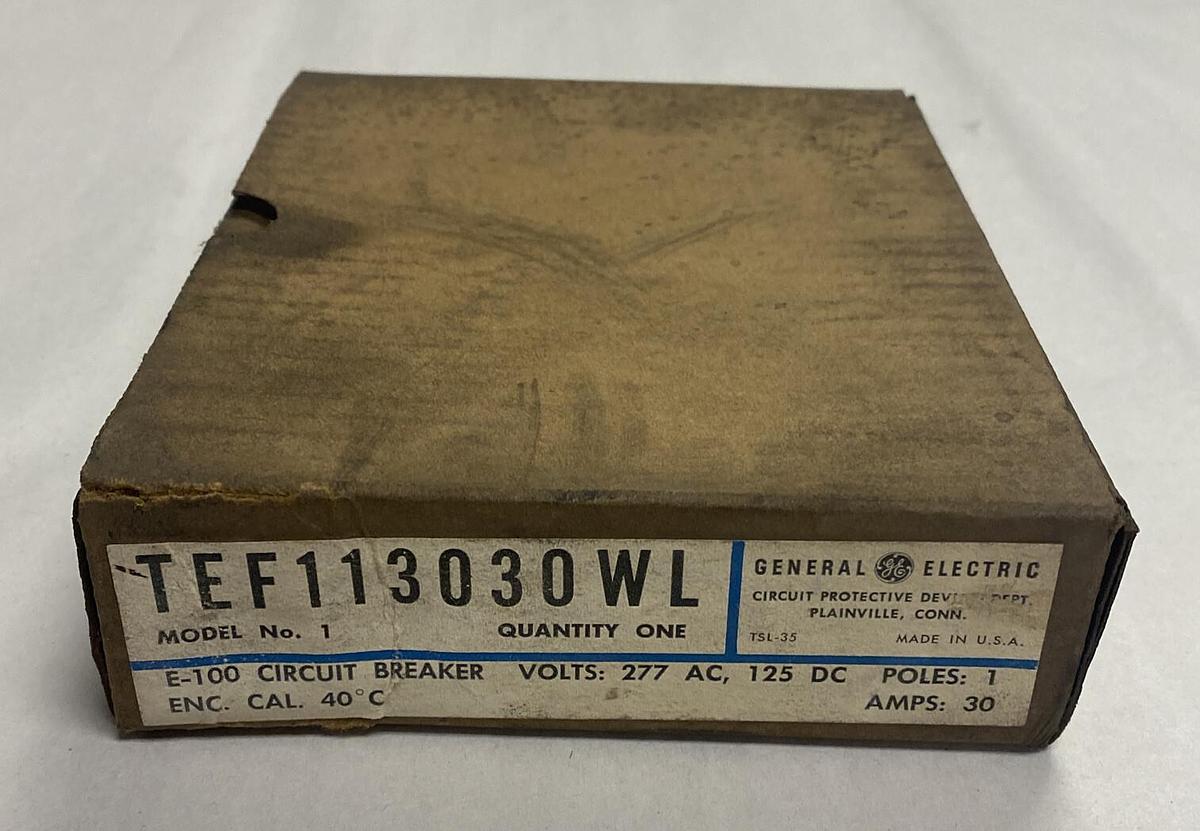 TEF113030WL
MODEL No. 1 QUANTITY ONE
GENERAL GE ELECTRIC
CIRCUIT PROTECTIVE DEPT.
PLAINVILLE, CONN.
TSL-35 MADE IN U.S.A.
E-100 CIRCUIT BREAKER VOLTS: 277 AC, 125 DC POLES: 1
ENC. CAL. 40°C AMPS: 30